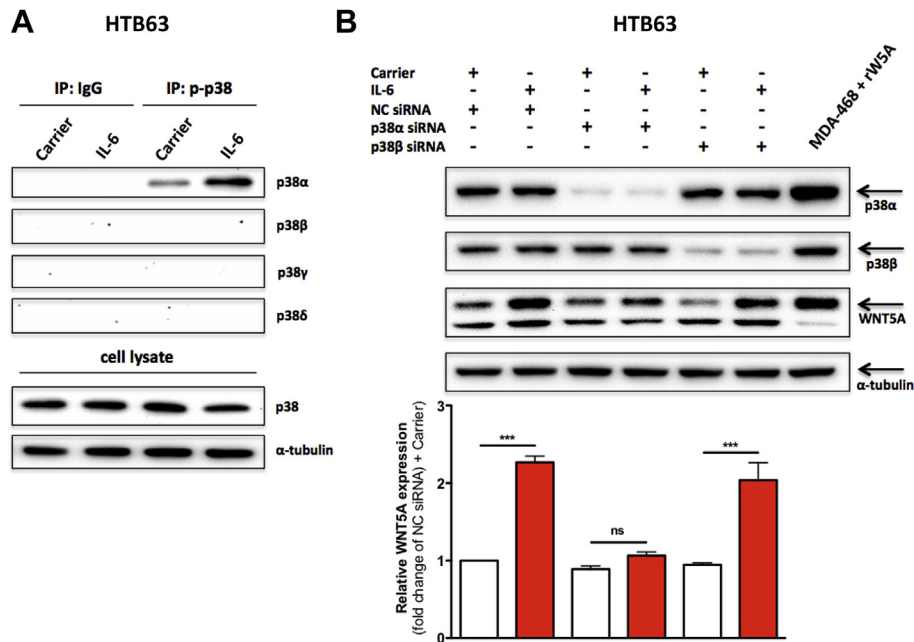 A HTB63
IP: IgG IP: p-p38
Carrier IL-6 Carrier IL-6
p38α
p38β
p38γ
p38δ
cell lysate
p38
α-tubulin
B HTB63
Carrier + - + - + -
IL-6 - + - + - +
NC siRNA + + - - - -
p38α siRNA - - + + - -
p38β siRNA - - - - + +
MDA-468 + rW5A
p38α
p38β
WNT5A
α-tubulin
Relative WNT5A expression
(fold change of NC siRNA) + Carrier)
3
2
1
0
*** ns ***